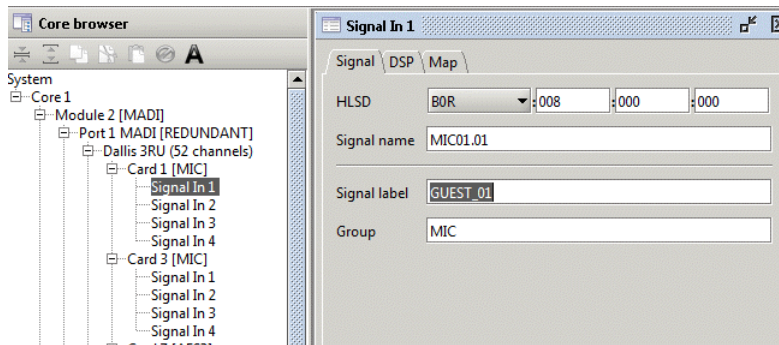 Core browser
A
System
Core 1
Module 2 [MADI]
Port 1 MADI [REDUNDANT]
Dallis 3RU (52 channels)
Card 1 [MIC]
Signal In 1
Signal In 2
Signal In 3
Signal In 4
Card 3 [MIC]
Signal In 1
Signal In 2
Signal In 3
Signal In 4
Signal In 1
Signal DSP Map
HLSD B0R :008 :000 :000
Signal name MIC01.01
Signal label GUEST_01
Group MIC